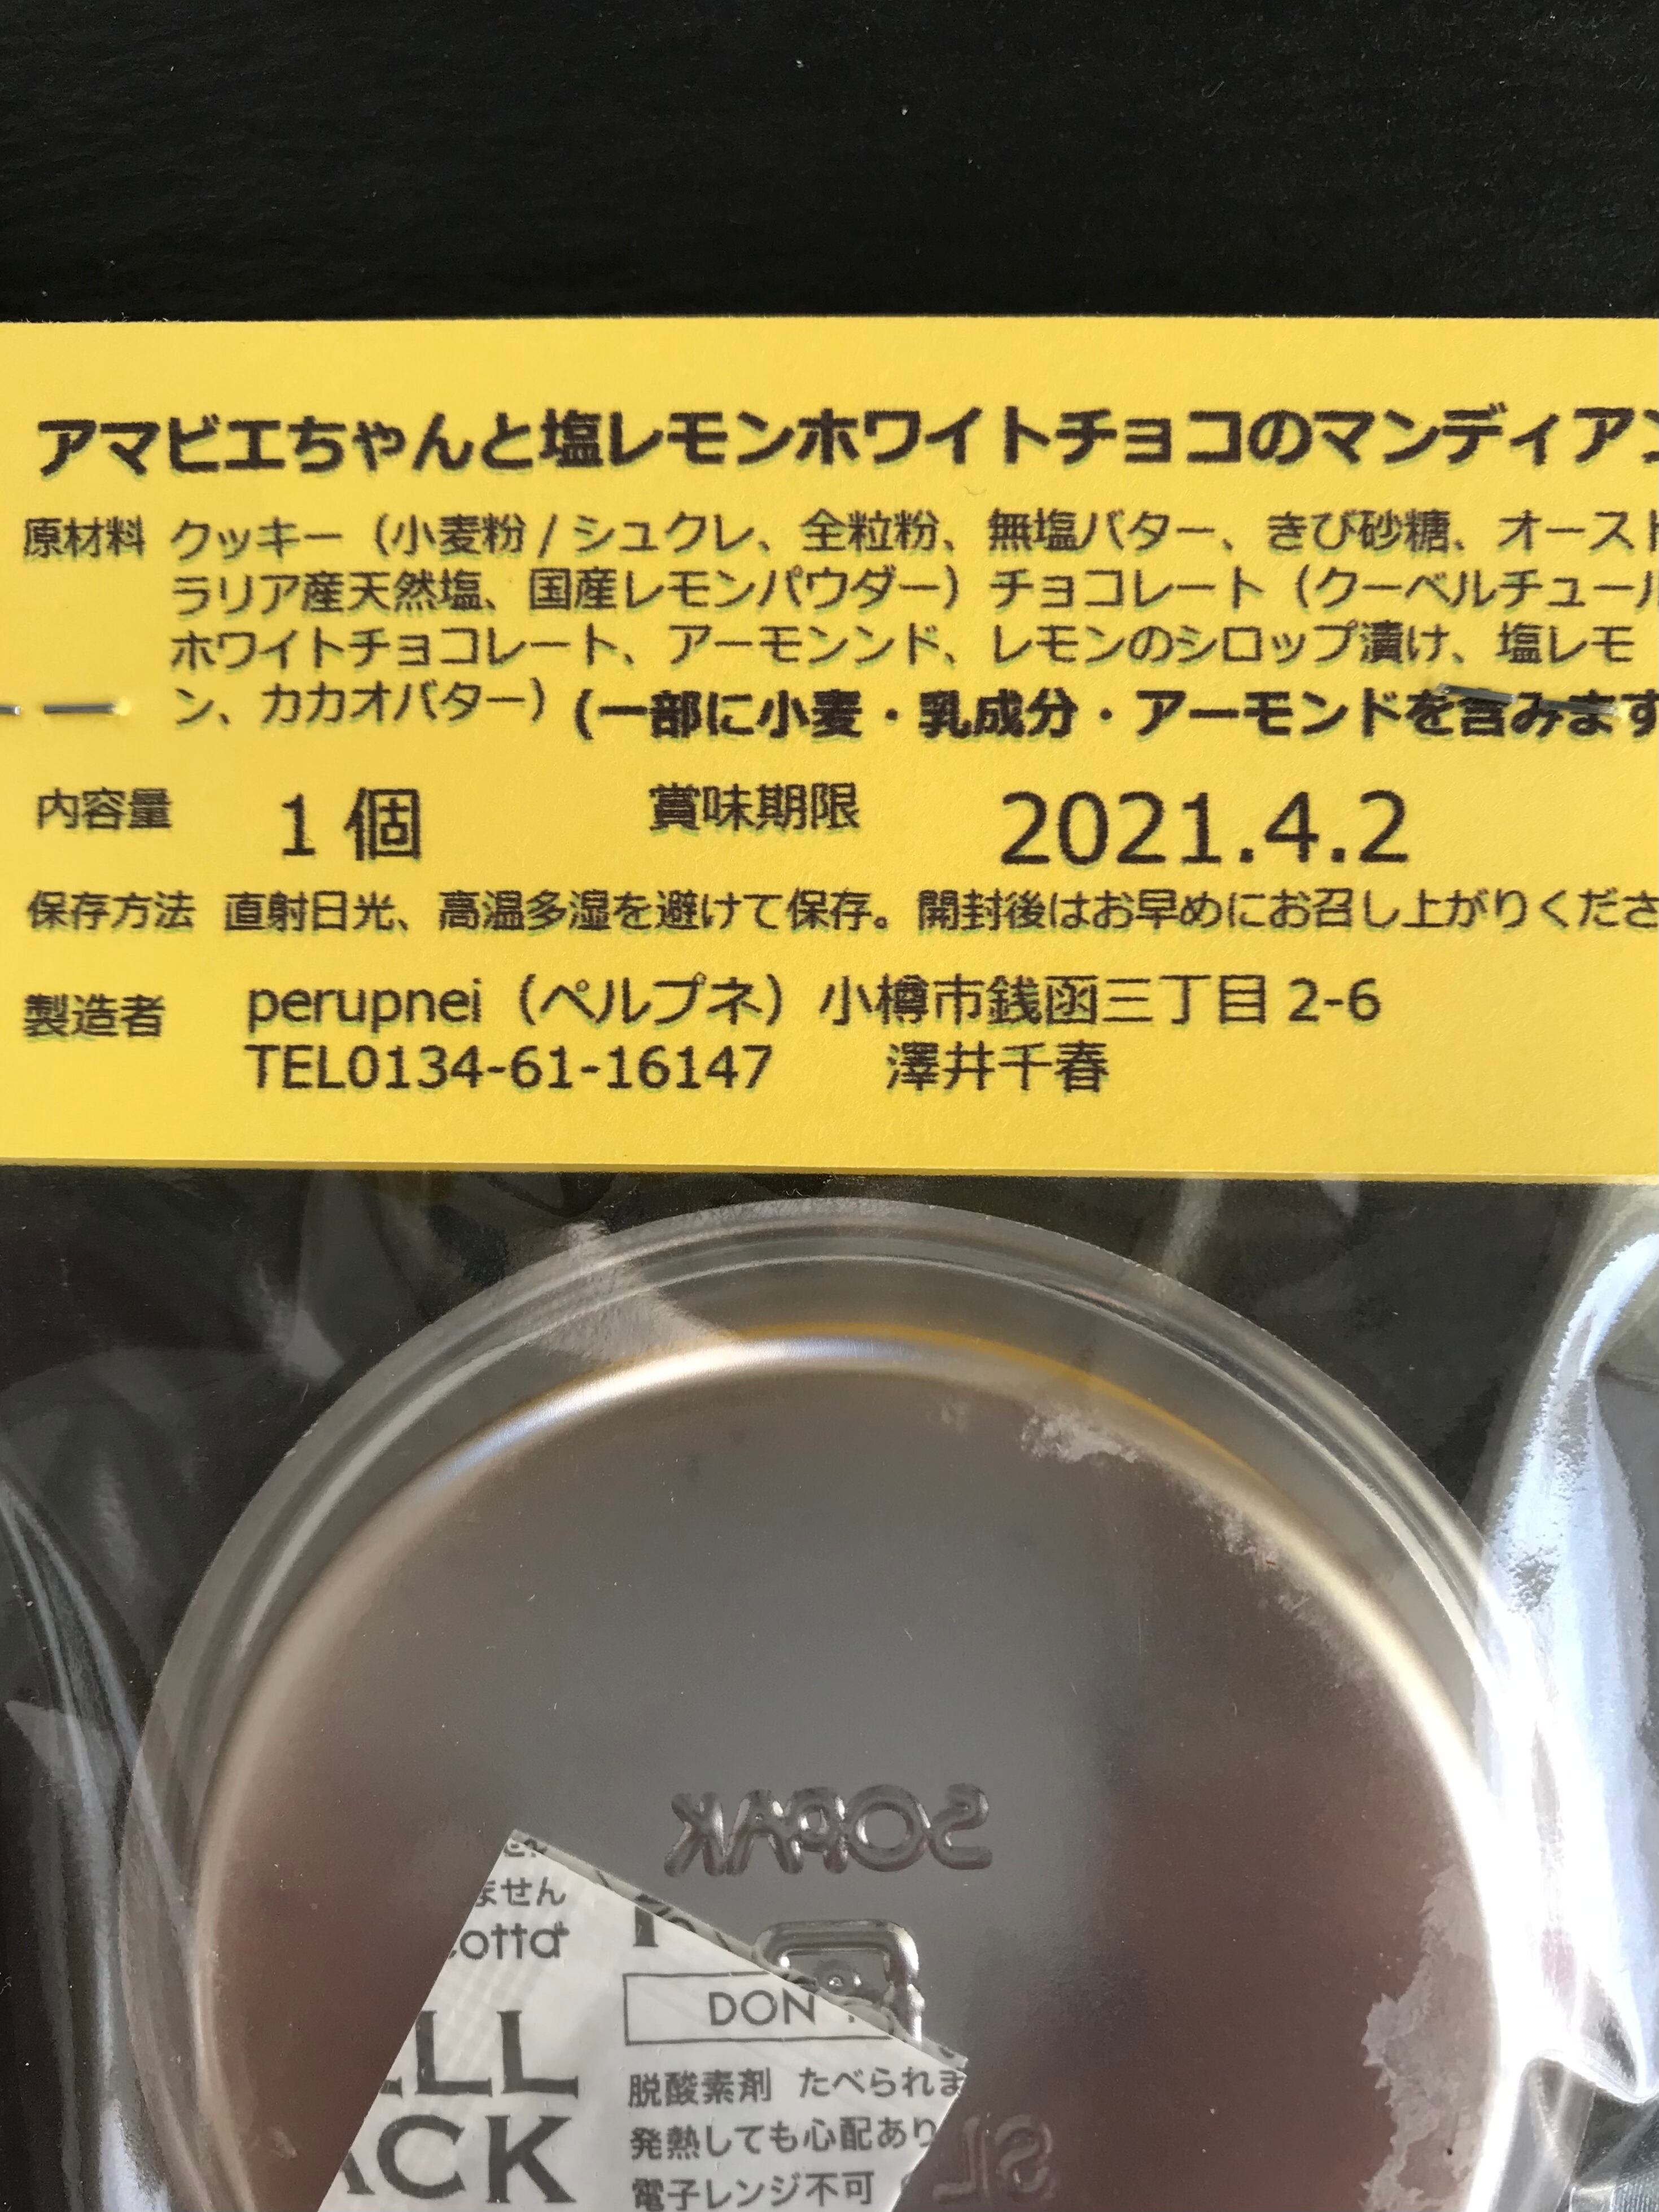 アマビエちゃんと塩レモンホワイトチョコのマンディアン
原材料 クッキー（小麦粉 / シュクレ、全粒粉、無塩バター、きび砂糖、オースト
ラリア産天然塩、国産レモンパウダー）チョコレート（クーベルチュール
ホワイトチョコレート、アーモンンド、レモンのシロップ漬け、塩レモ
ン、カカオバター）(一部に小麦・乳成分・アーモンドを含みます
内容量 1 個 賞味期限 2021.4.2
保存方法 直射日光、高温多湿を避けて保存。開封後はお早めにお召し上がりくださ
製造者 perupnei（ペルプネ）小樽市銭函三丁目 2-6
TEL0134-61-16147 澤井千春
SOPAK
ません
cotta
DON
LL
ACK
脱酸素剤 たべられま
発熱しても心配あり
電子レンジ不可
SL